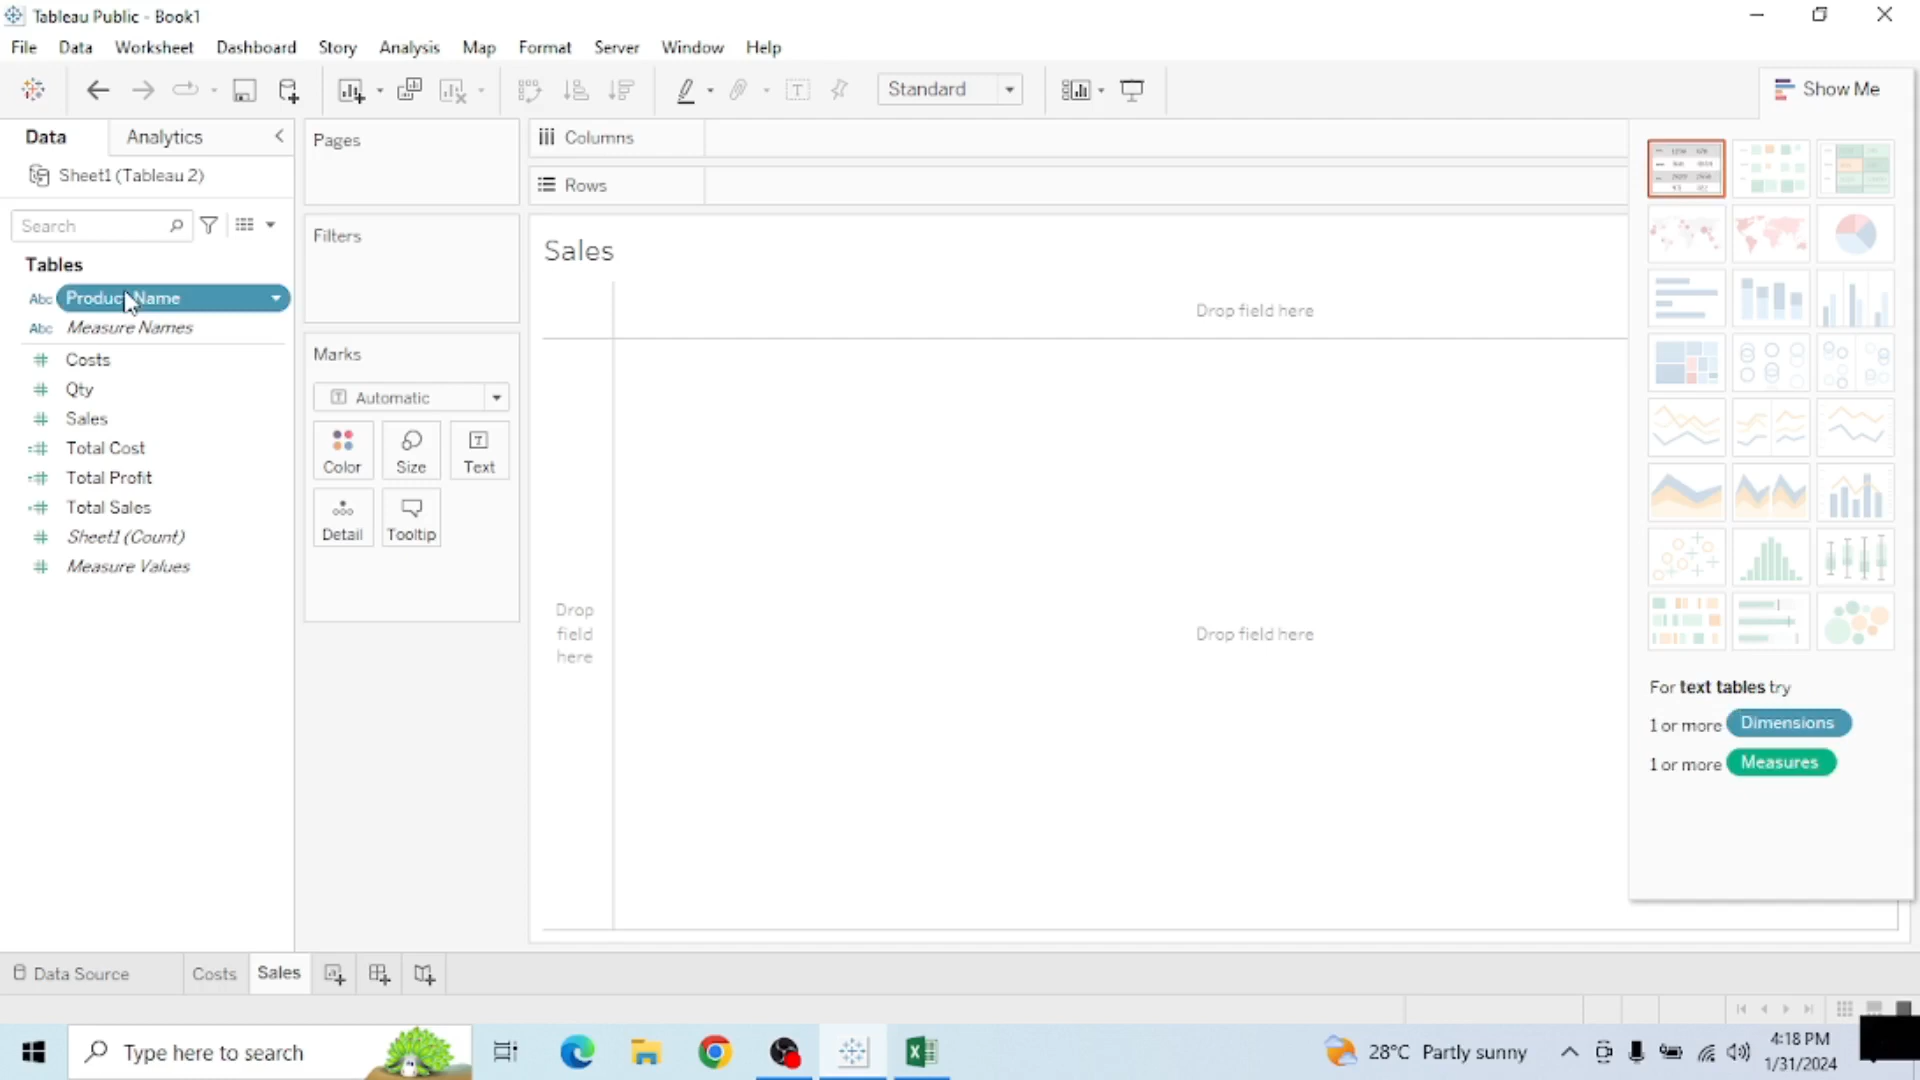 Tableau Public - Book1
File Data Worksheet Dashboard Story Analysis Map Format Server Window Help
Standard
Show Me
Data Analytics
Sheet1 (Tableau 2)
Search
Tables
Abc Product Name
Abc Measure Names
Costs
Qty
Sales
Total Cost
Total Profit
Total Sales
Sheet1 (Count)
Measure Values
Pages
Filters
Marks
Automatic
Color Size Text
Detail Tooltip
Columns
Rows
Sales
Drop field here
Drop
field
here
Drop field here
For text tables try
1 or more Dimensions
1 or more Measures
Data Source Costs Sales
Type here to search
28°C Partly sunny
4:18 PM
1/31/2024